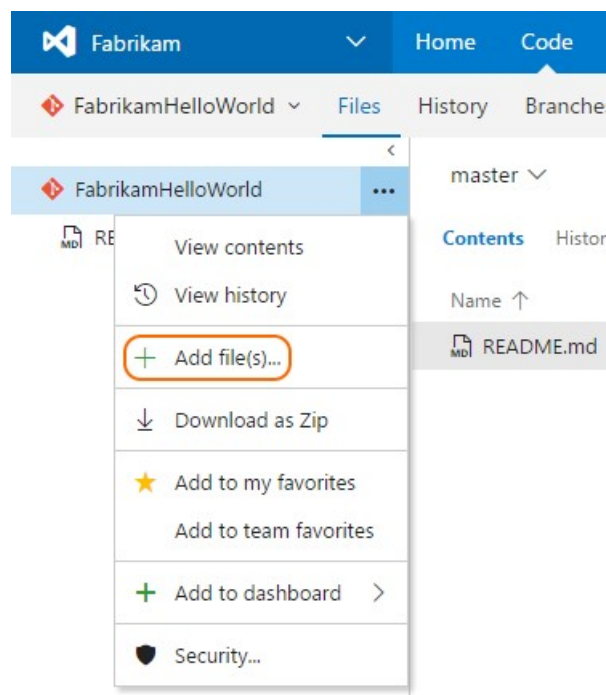 Fabrikam Home Code
FabrikamHelloWorld Files History Branche
FabrikamHelloWorld ...
master
RE
View contents
View history
Add file(s)...
Download as Zip
Add to my favorites
Add to team favorites
Add to dashboard
Security...
Contents Histor
Name
README.md